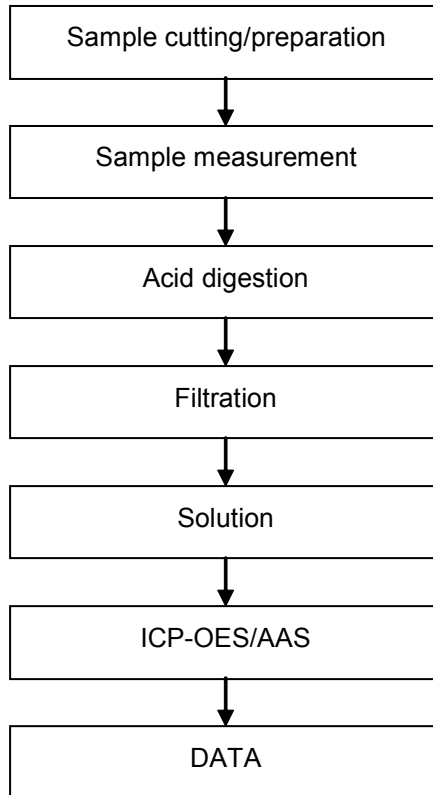 Sample cutting/preparation
Sample measurement
Acid digestion
Filtration
Solution
ICP-OES/AAS
DATA